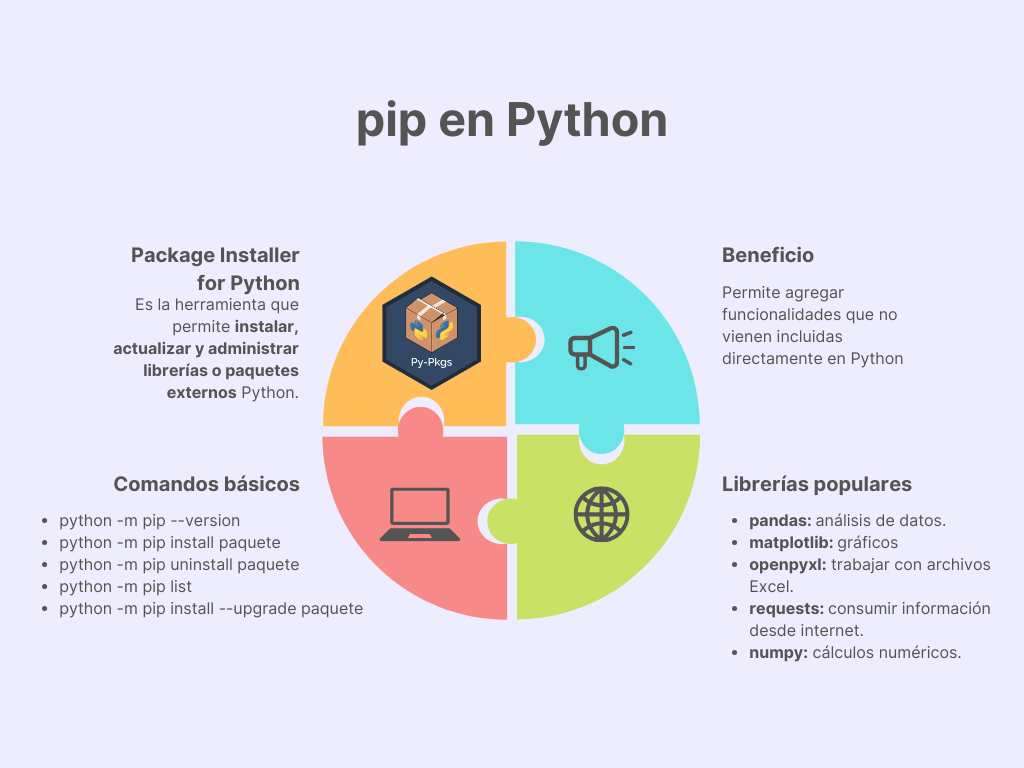 pip en Python
Package Installer
for Python
Es la herramienta que
permite instalar,
actualizar y administrar
librerías o paquetes
externos Python.
Py-Pkgs
Beneficio
Permite agregar
funcionalidades que no
vienen incluidas
directamente en Python
Comandos básicos
• python -m pip --version
• python -m pip install paquete
• python -m pip uninstall paquete
• python -m pip list
• python -m pip install --upgrade paquete
Librerías populares
• pandas: análisis de datos.
• matplotlib: gráficos
• openpyxl: trabajar con archivos
Excel.
• requests: consumir información
desde internet.
• numpy: cálculos numéricos.